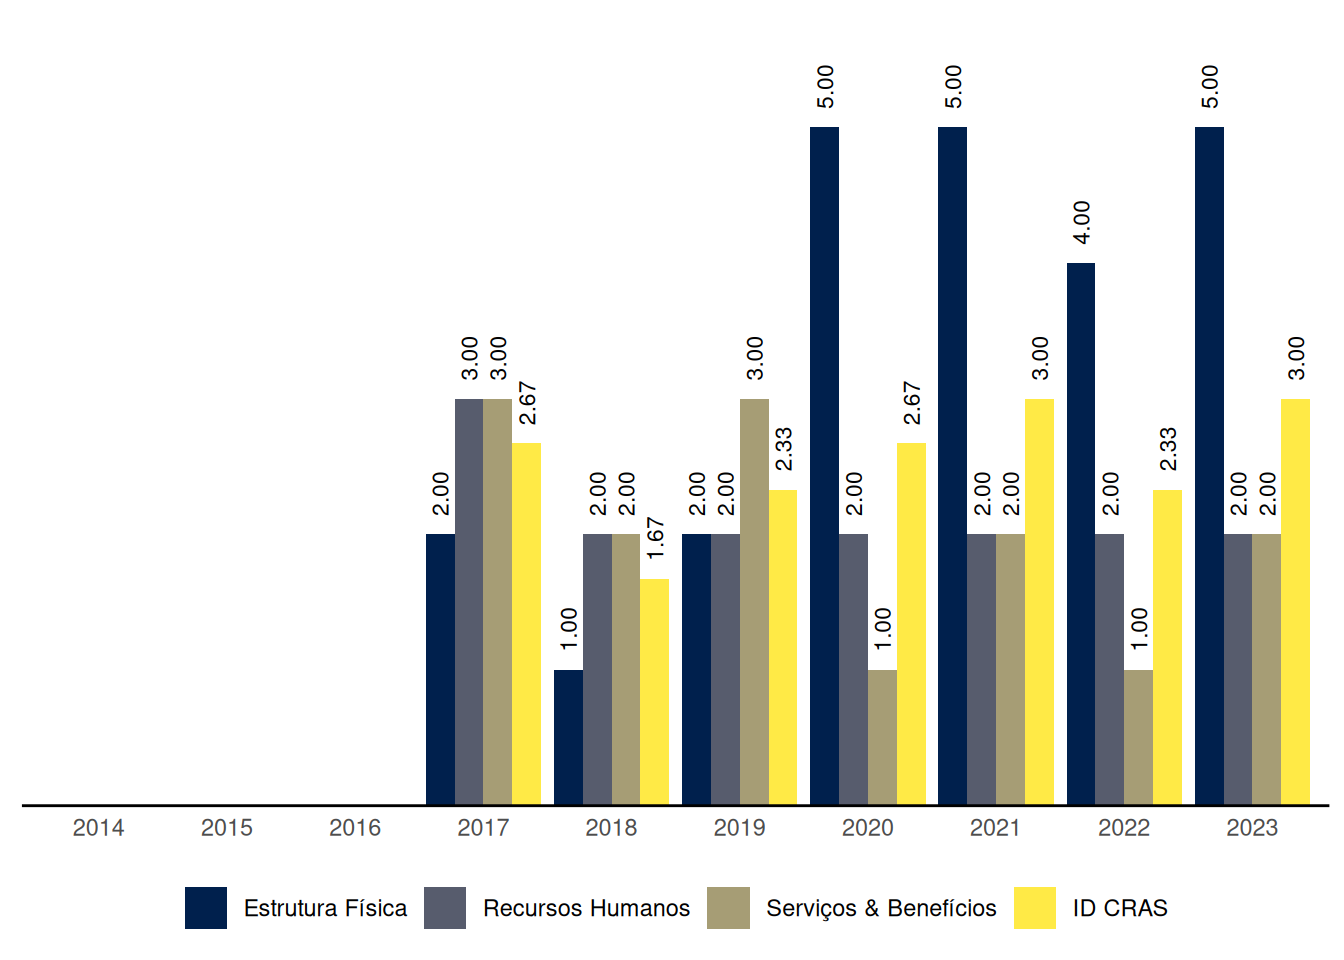 5.00 5.00 5.00
4.00
3.00 3.00 3.00 3.00 3.00
2.67 2.67
2.33 2.33
2.00 2.00 2.00 2.00 2.00 2.00 2.00 2.00 2.00 2.00 2.00 2.00
1.67
1.00 1.00 1.00
2014 2015 2016 2017 2018 2019 2020 2021 2022 2023
Estrutura Física Recursos Humanos Serviços & Benefícios ID CRAS